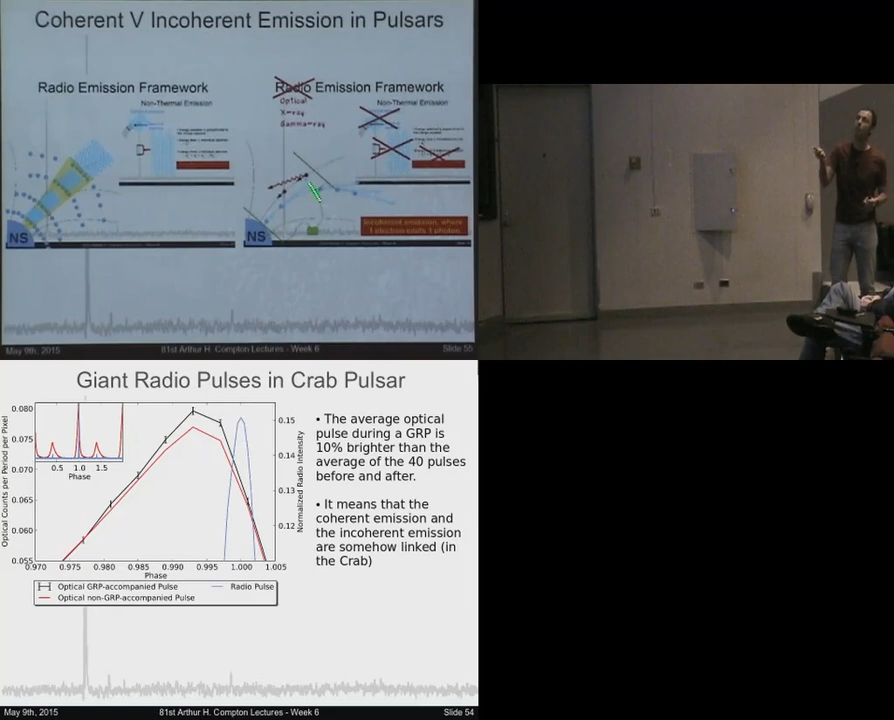 Coherent V Incoherent Emission in Pulsars
Radio Emission Framework
Non-Thermal Emission
NS
Radio Emission Framework
Optical
X-ray
Gamma-ray
Non-Thermal Emission
NS
Incoherent emission, where
1 electron emits 1 photon.
May 9th, 2015
81st Arthur H. Compton Lectures - Week 6
Slide 55
Giant Radio Pulses in Crab Pulsar
Optical Counts per Period per Pixel
0.080
0.075
0.070
0.065
0.060
0.055
0.5 1.0 1.5
Phase
0.15
0.14
0.13
0.12
Normalized Radio Intensity
0.970 0.975 0.980 0.985 0.990 0.995 1.000 1.005
Phase
Optical GRP-accompanied Pulse
Radio Pulse
Optical non-GRP-accompanied Pulse
• The average optical
pulse during a GRP is
10% brighter than the
average of the 40 pulses
before and after.
• It means that the
coherent emission and
the incoherent emission
are somehow linked (in
the Crab)
May 9th, 2015
81st Arthur H. Compton Lectures - Week 6
Slide 54